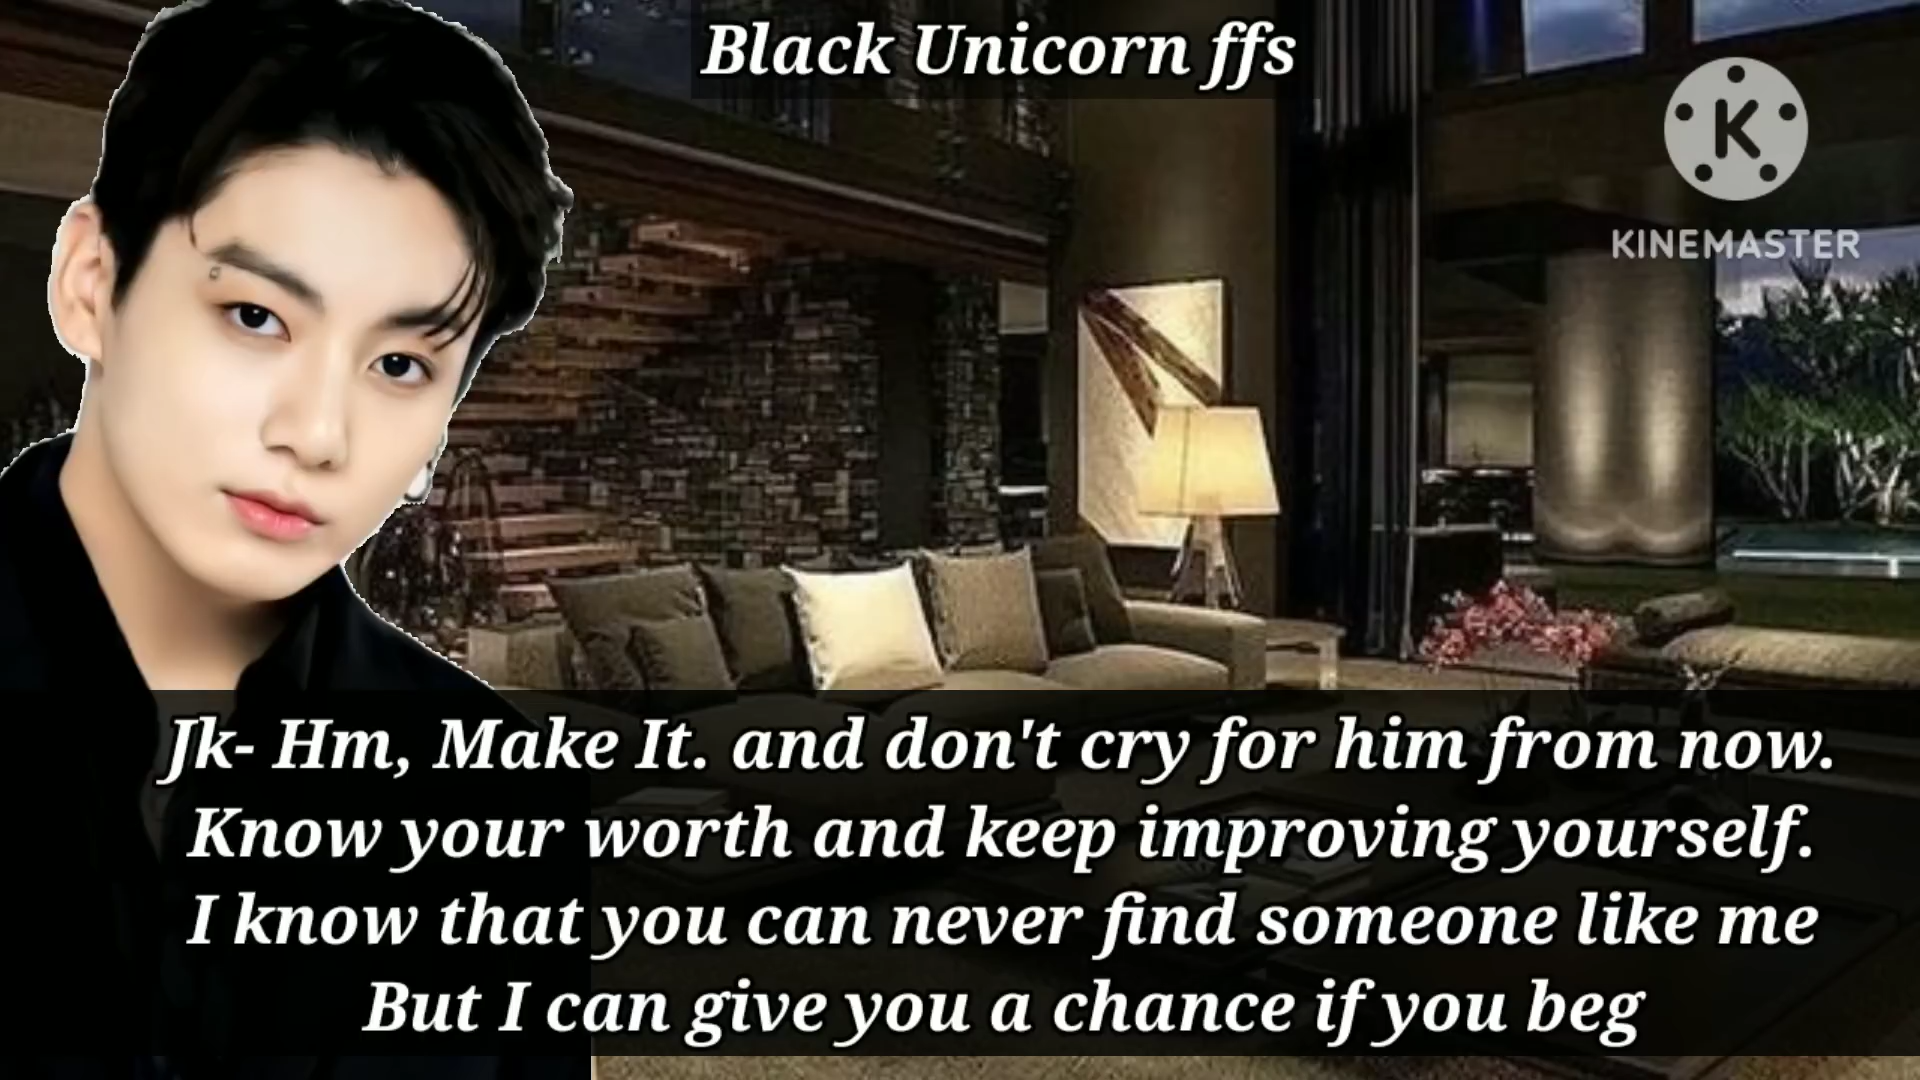 Black Unicorn ffs
K
KINEMASTER
Jk- Hm, Make It. and don't cry for him from now.
Know your worth and keep improving yourself.
I know that you can never find someone like me
But I can give you a chance if you beg